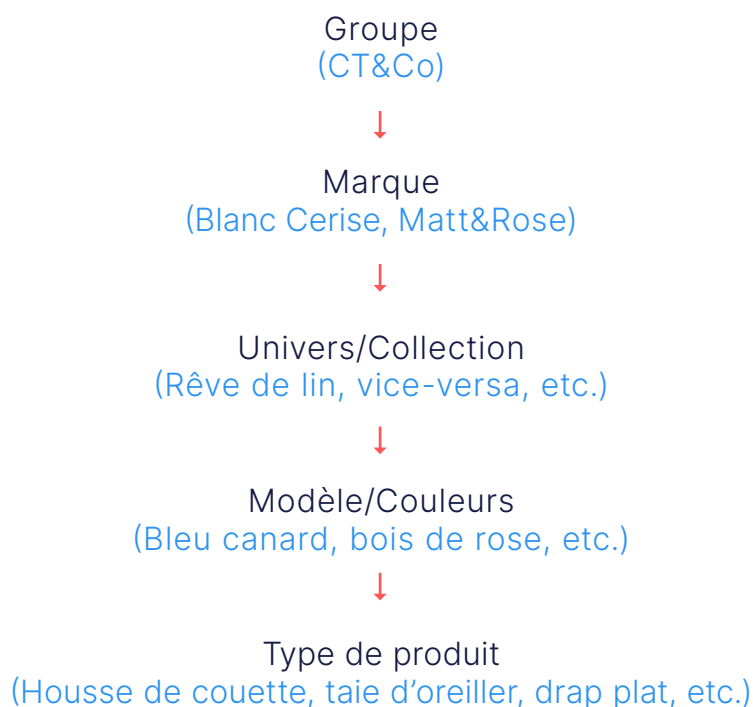 Groupe
(CT&Co)
↓
Marque
(Blanc Cerise, Matt&Rose)
↓
Univers/Collection
(Rêve de lin, vice-versa, etc.)
↓
Modèle/Couleurs
(Bleu canard, bois de rose, etc.)
↓
Type de produit
(Housse de couette, taie d’oreiller, drap plat, etc.)